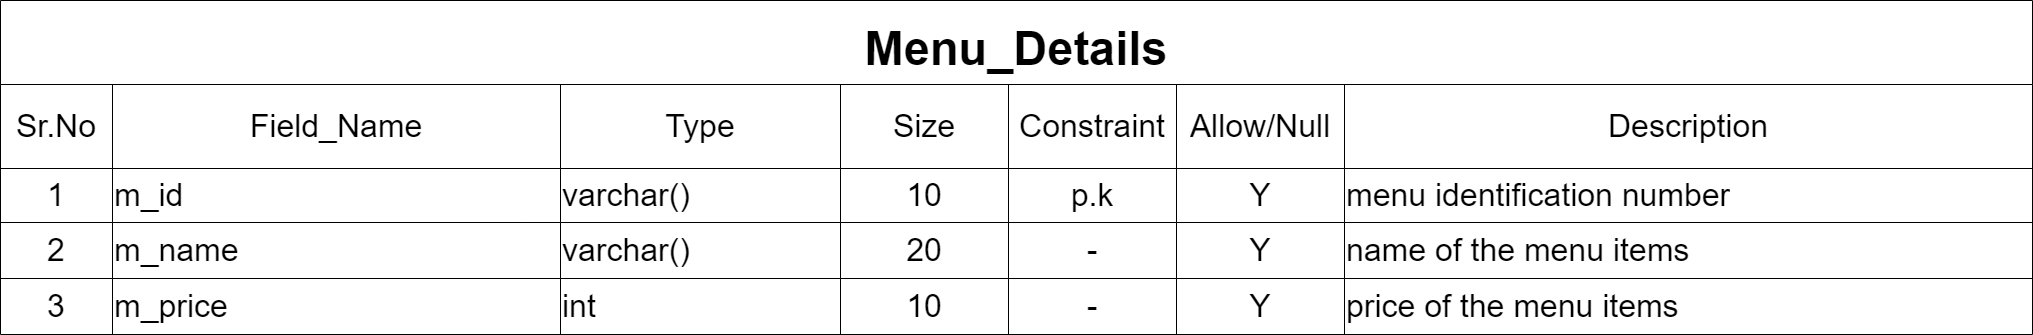 Menu_Details
Sr.No Field_Name Type Size Constraint Allow/Null Description
1 m_id varchar() 10 p.k Y menu identification number
2 m_name varchar() 20 - Y name of the menu items
3 m_price int 10 - Y price of the menu items